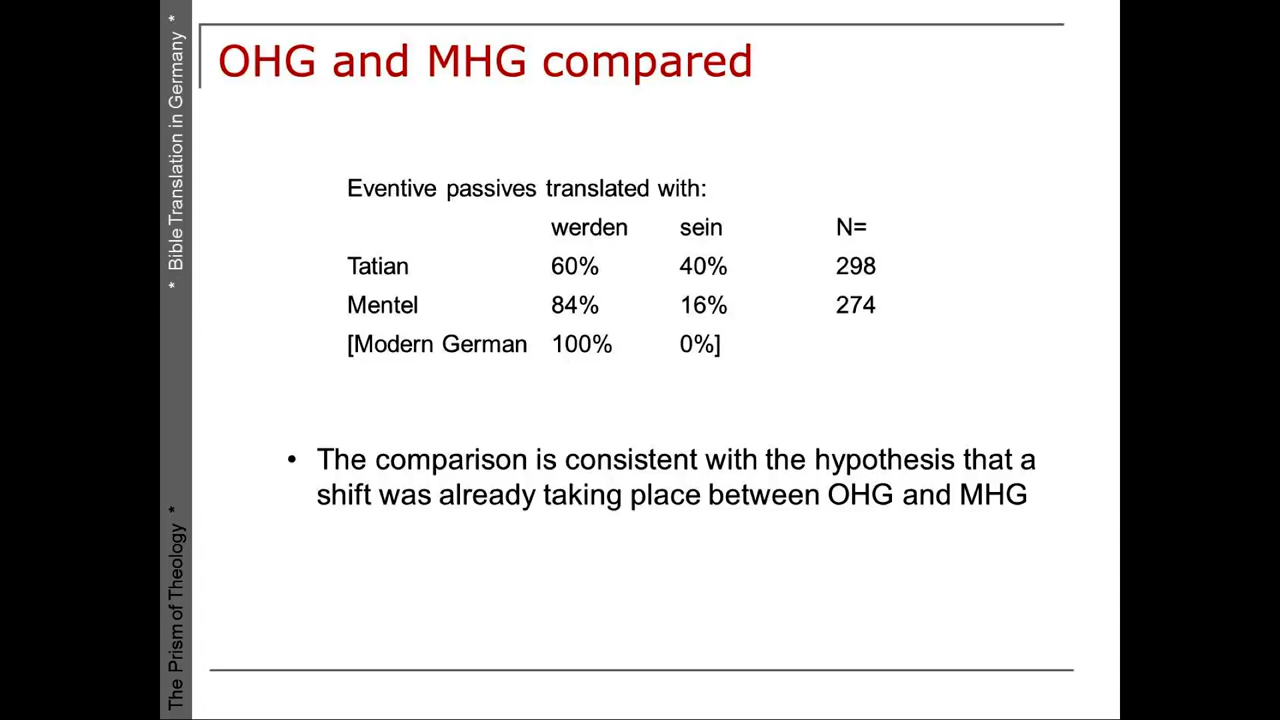 OHG and MHG compared
Eventive passives translated with:
werden sein N=
Tatian 60% 40% 298
Mentel 84% 16% 274
[Modern German 100% 0%]
• The comparison is consistent with the hypothesis that a
shift was already taking place between OHG and MHG
The Prism of Theology * * Bible Translation in Germany *